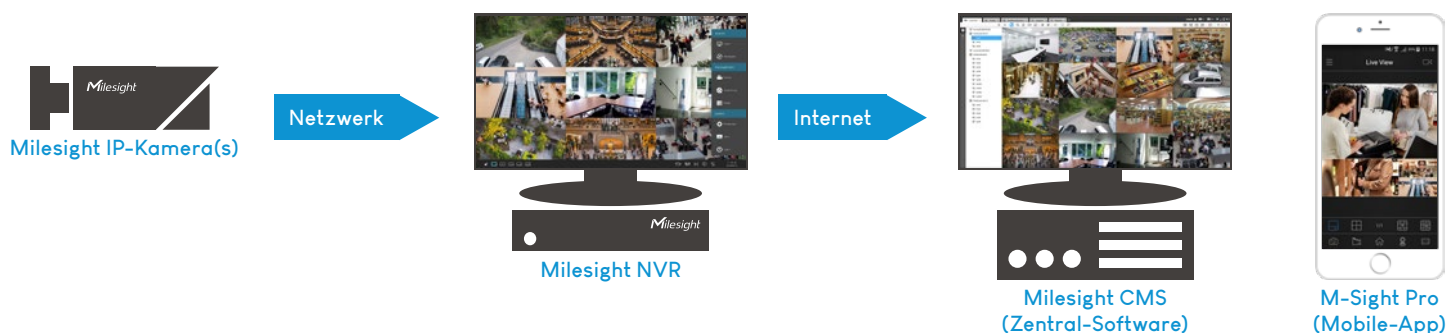 Milesight
Milesight IP-Kamera(s)
Netzwerk
Milesight
Milesight NVR
Internet
Milesight CMS
(Zentral-Software)
Live View
M-Sight Pro
(Mobile-App)